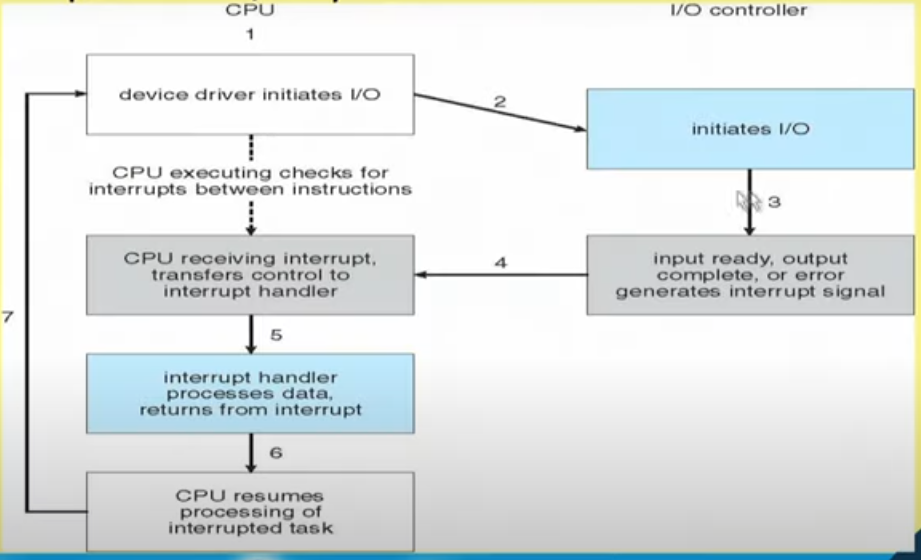 CPU
I/O controller
1
device driver initiates I/O
2
initiates I/O
CPU executing checks for
interrupts between instructions
3
CPU receiving interrupt,
transfers control to
interrupt handler
4
input ready, output
complete, or error
generates interrupt signal
7
5
interrupt handler
processes data,
returns from interrupt
6
CPU resumes
processing of
interrupted task